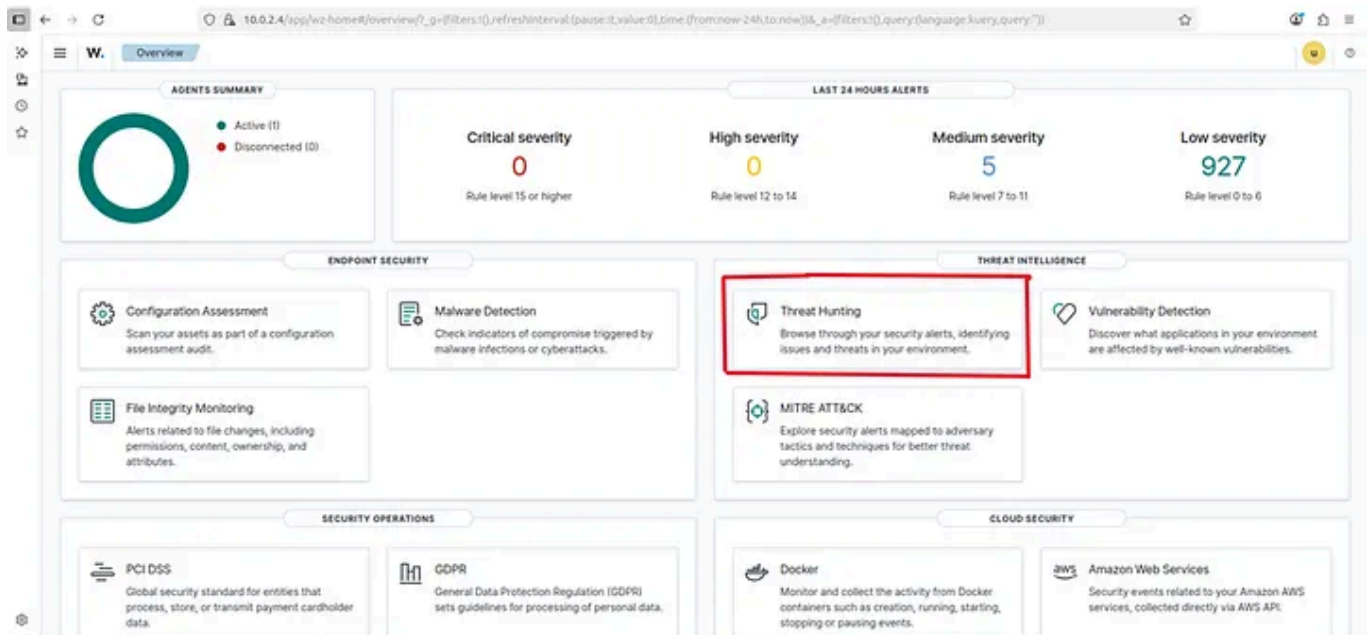 10.0.2.4/app/wz-home#/overview/?_g=(filters:!(),refreshInterval:(pause:!t,value:0),time:(from:now-24h,to:now))&_a=(filters:!(),query:(language:kuery,query:''))
W. Overview
AGENTS SUMMARY
Active (1)
Disconnected (0)
LAST 24 HOURS ALERTS
Critical severity
0
Rule level 15 or higher
High severity
0
Rule level 12 to 14
Medium severity
5
Rule level 7 to 11
Low severity
927
Rule level 0 to 6
ENDPOINT SECURITY
Configuration Assessment
Scan your assets as part of a configuration
assessment audit.
Malware Detection
Check indicators of compromise triggered by
malware infections or cyberattacks.
File Integrity Monitoring
Alerts related to file changes, including
permissions, content, ownership, and
attributes.
THREAT INTELLIGENCE
Threat Hunting
Browse through your security alerts, identifying
issues and threats in your environment.
Vulnerability Detection
Discover what applications in your environment
are affected by well-known vulnerabilities.
MITRE ATT&CK
Explore security alerts mapped to adversary
tactics and techniques for better threat
understanding.
SECURITY OPERATIONS
PCI DSS
Global security standard for entities that
process, store, or transmit payment cardholder
data.
GDPR
General Data Protection Regulation (GDPR)
sets guidelines for processing of personal data.
CLOUD SECURITY
Docker
Monitor and collect the activity from Docker
containers such as creation, running, starting,
stopping or pausing events.
aws
Amazon Web Services
Security events related to your Amazon AWS
services, collected directly via AWS API.